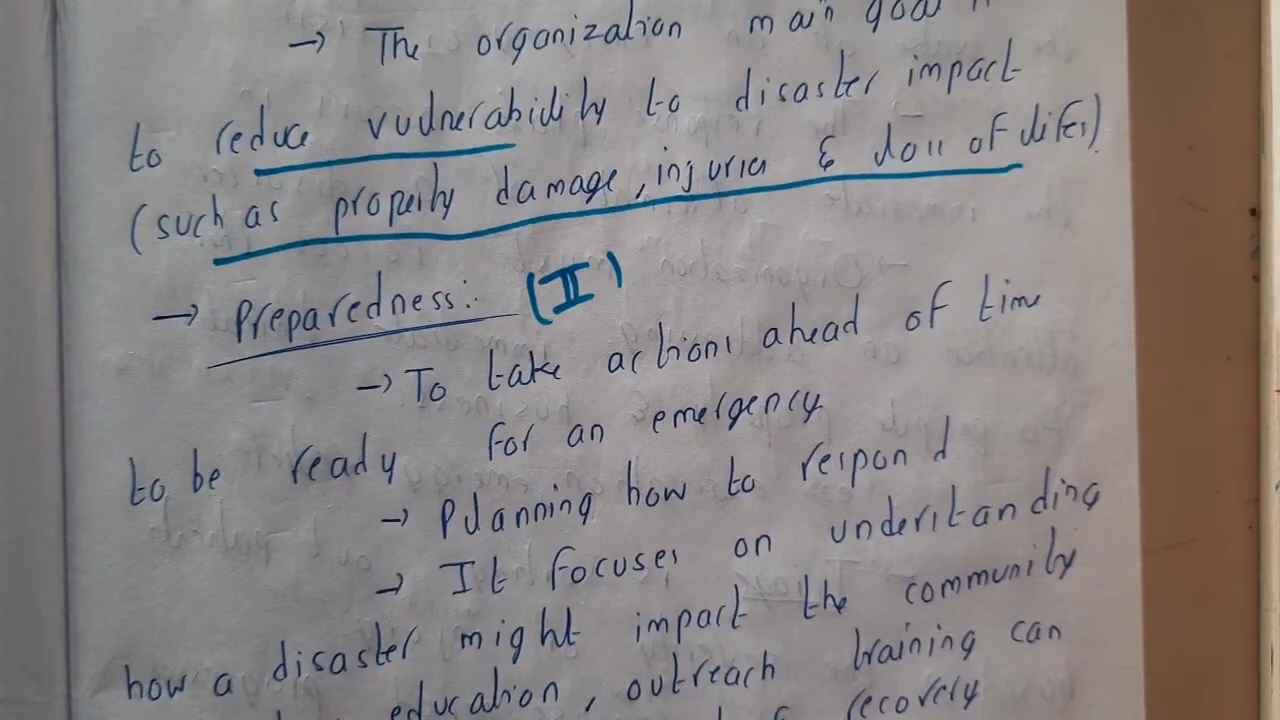 → The organization main goal
to reduce vulnerability to disaster impact
(such as property damage, injuries & loss of lifes).
→ Preparedness:. (II)
→ To take actions ahead of time
to be ready for an emergency
→ Planning how to respond
→ It focuses on understanding
how a disaster might impact the community
education, outreach training can
& recovery